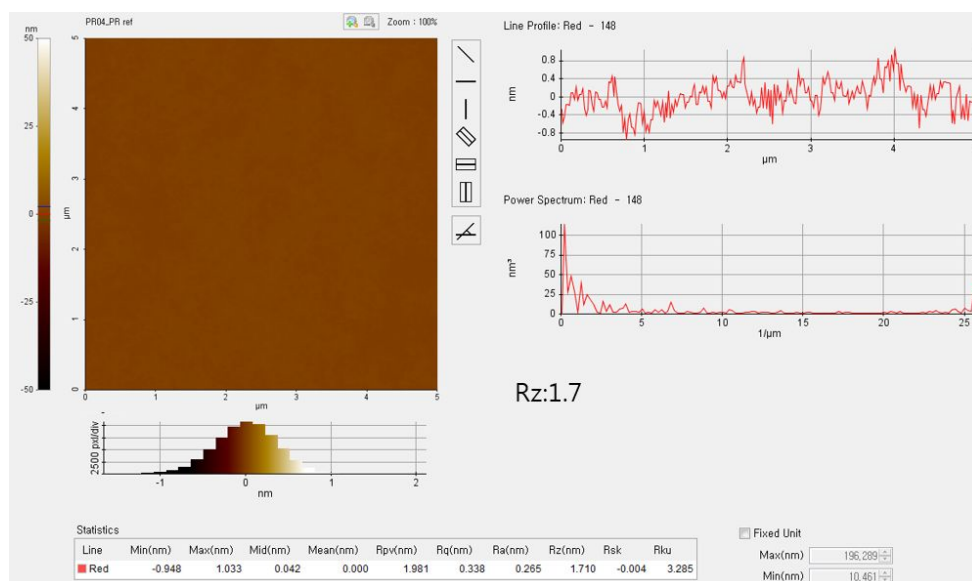 PR04_PR ref
Zoom : 100%
nm
50
25
0
-25
-50
5
4
3
2
1
0
µm
0 1 2 3 4 5
µm
2500 pxl/div
-1 0 1 2
nm
Line Profile: Red - 148
0.8
0.4
0
-0.4
-0.8
nm
0 1 2 3 4
µm
Power Spectrum: Red - 148
100
75
50
25
0
nm³
0 5 10 15 20 25
1/µm
Rz:1.7
Statistics
Line Min(nm) Max(nm) Mid(nm) Mean(nm) Rpv(nm) Rq(nm) Ra(nm) Rz(nm) Rsk Rku
Red -0.948 1.033 0.042 0.000 1.981 0.338 0.265 1.710 -0.004 3.285
Fixed Unit
Max(nm) 196,289
Min(nm) 10,461